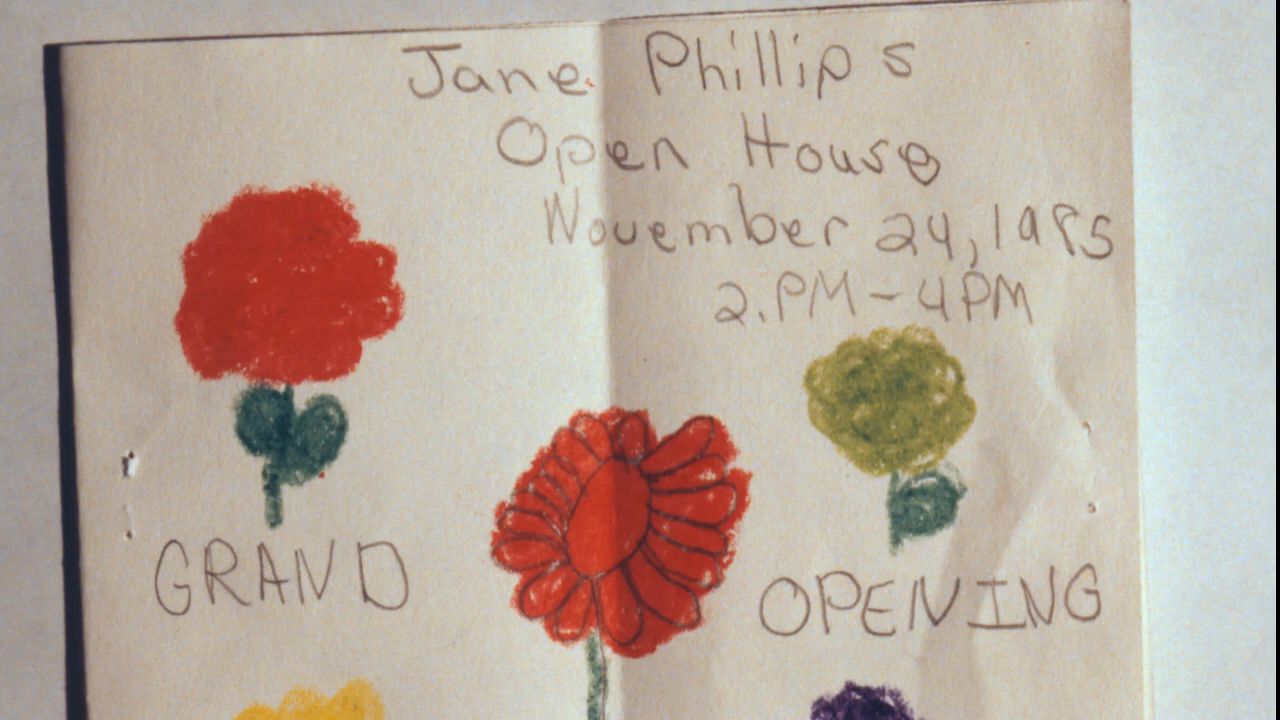 Jane Phillips
Open House
November 24, 1985
2.PM - 4PM
GRAND OPENING